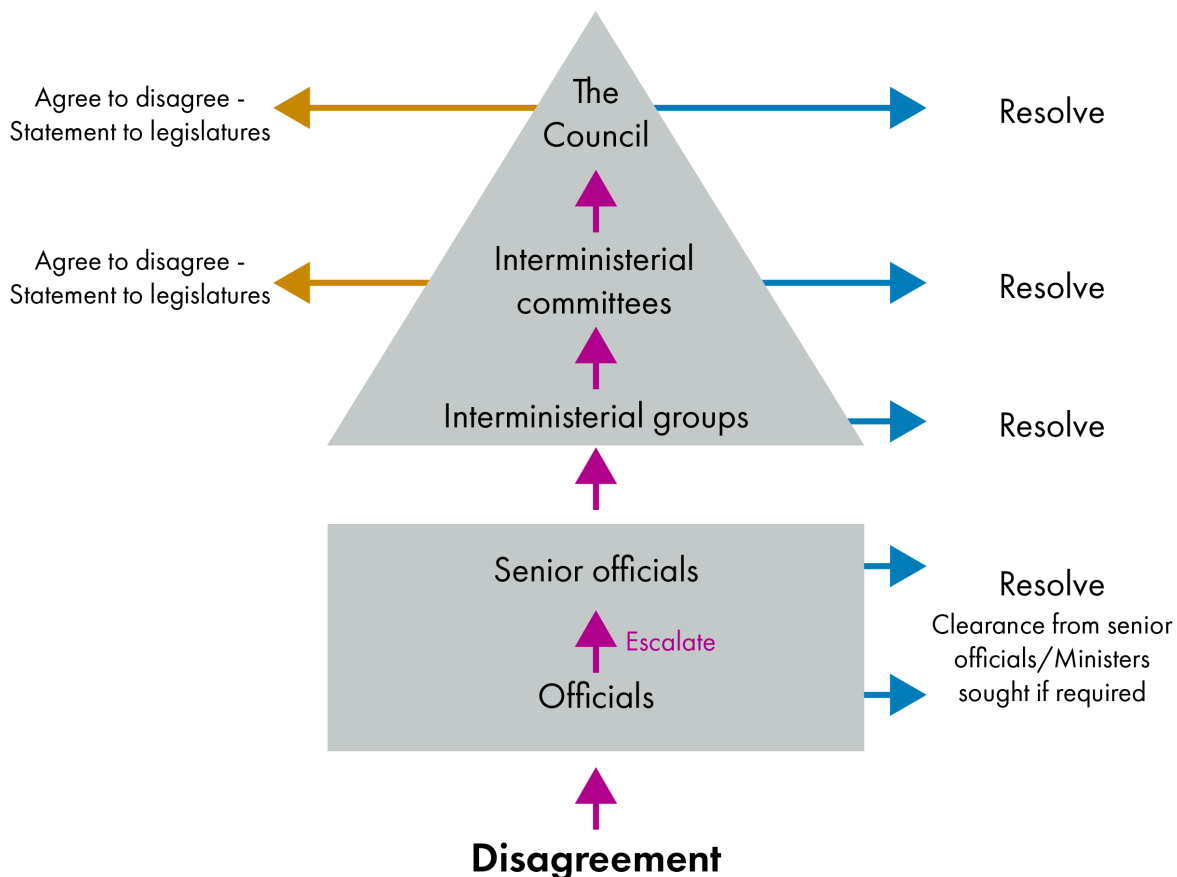 The
Council
Agree to disagree -
Statement to legislatures
Resolve
Interministerial
committees
Agree to disagree -
Statement to legislatures
Resolve
Interministerial groups
Resolve
Senior officials
Escalate
Officials
Resolve
Clearance from senior
officials/Ministers
sought if required
Disagreement